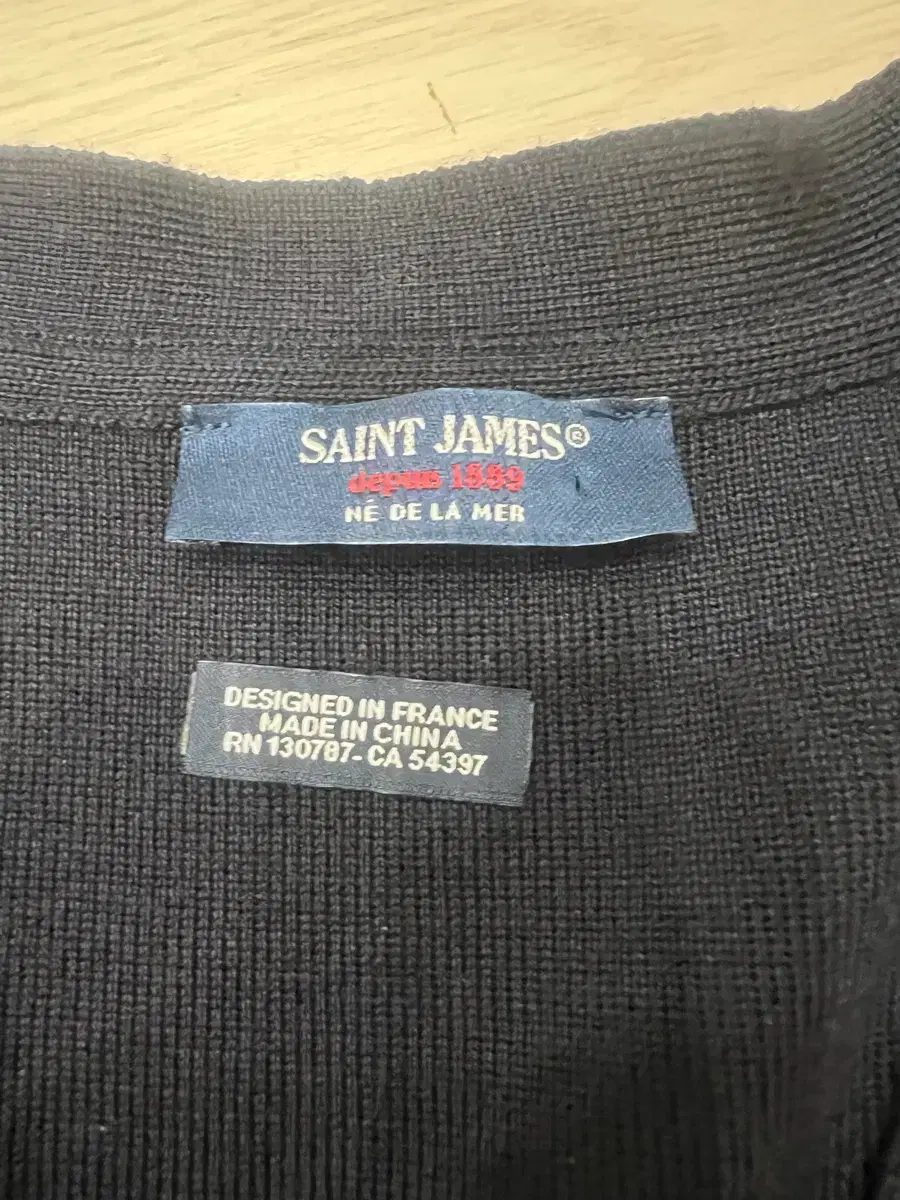 SAINT JAMES®
depuis 1889
NÉ DE LA MER
DESIGNED IN FRANCE
MADE IN CHINA
RN 130787- CA 54397